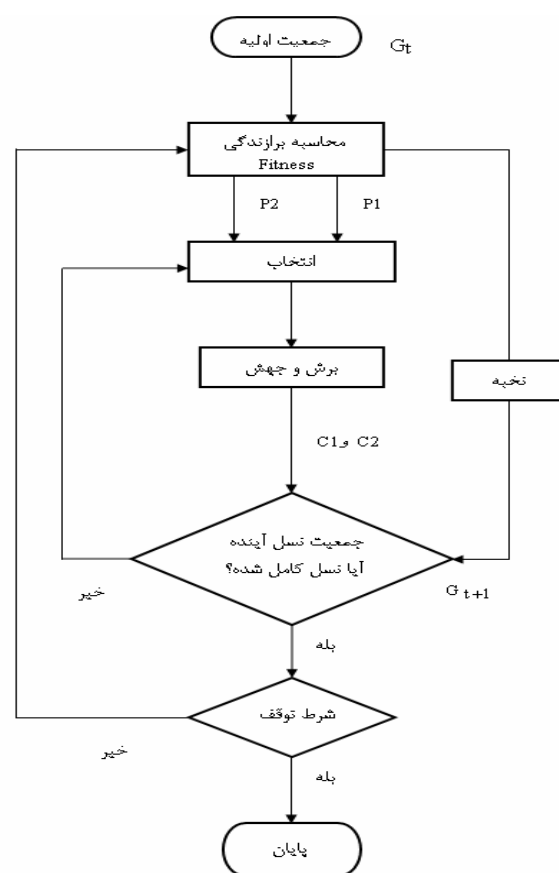 جمعیت اولیه
Gt
محاسبه برازندگی
Fitness
P2
P1
انتخاب
برش و جهش
نخبه
C1 و C2
جمعیت نسل آینده
آیا نسل کامل شده؟
خیر
G t+1
بله
شرط توقف
خیر
بله
پایان